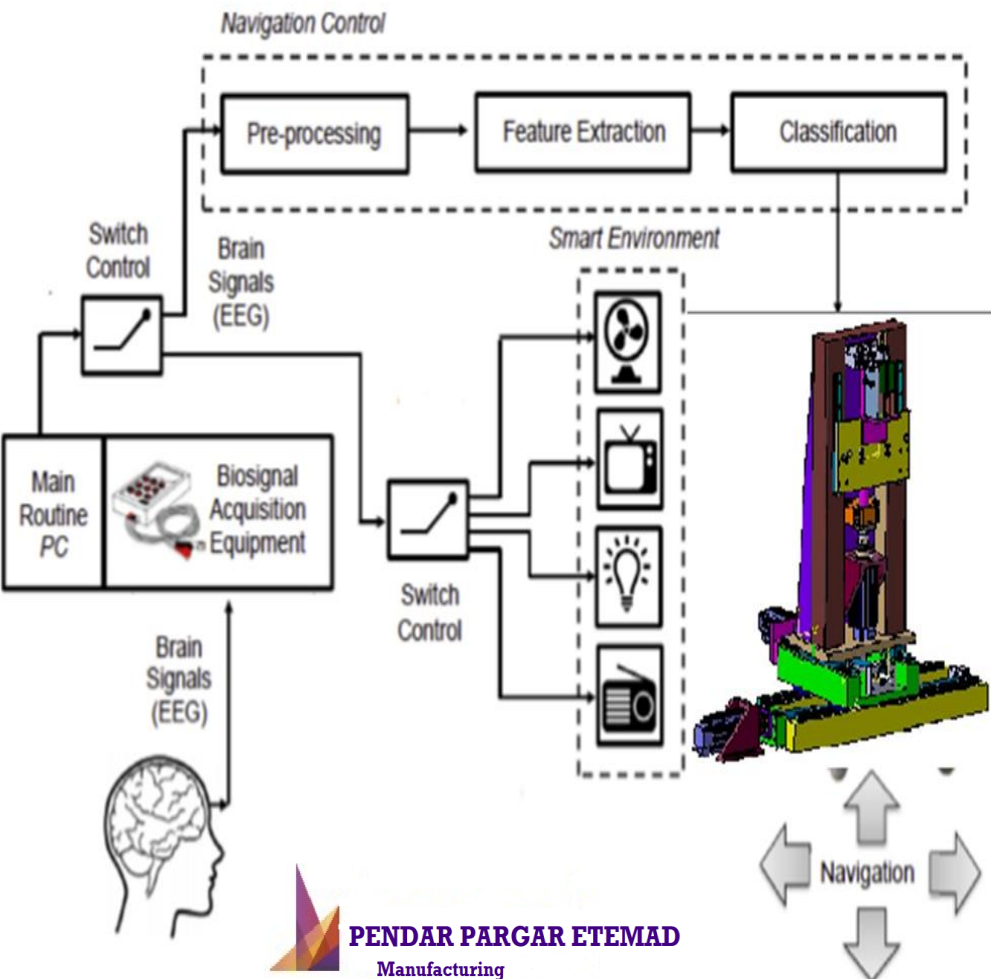 Navigation Control
Pre-processing
Feature Extraction
Classification
Switch
Control
Brain
Signals
(EEG)
Smart Environment
Main
Routine
PC
Biosignal
Acquisition
Equipment
Switch
Control
Brain
Signals
(EEG)
Navigation
PENDAR PARGAR ETEMAD
Manufacturing